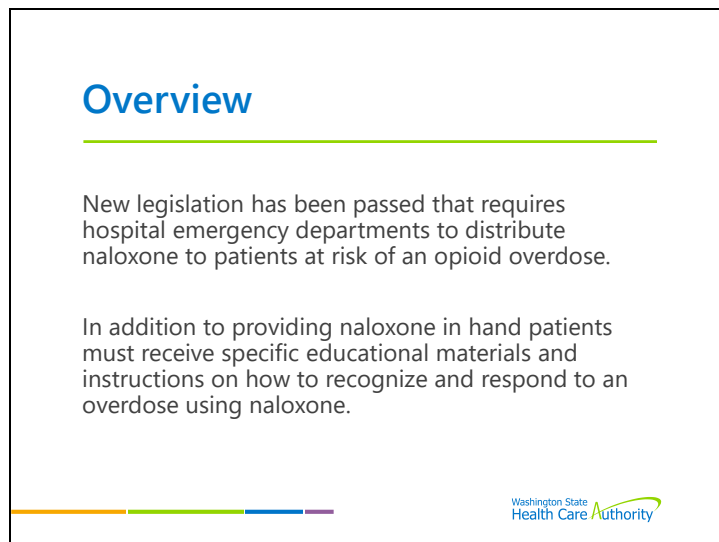 Overview
New legislation has been passed that requires
hospital emergency departments to distribute
naloxone to patients at risk of an opioid overdose.
In addition to providing naloxone in hand patients
must receive specific educational materials and
instructions on how to recognize and respond to an
overdose using naloxone.
Washington State
Health Care Authority